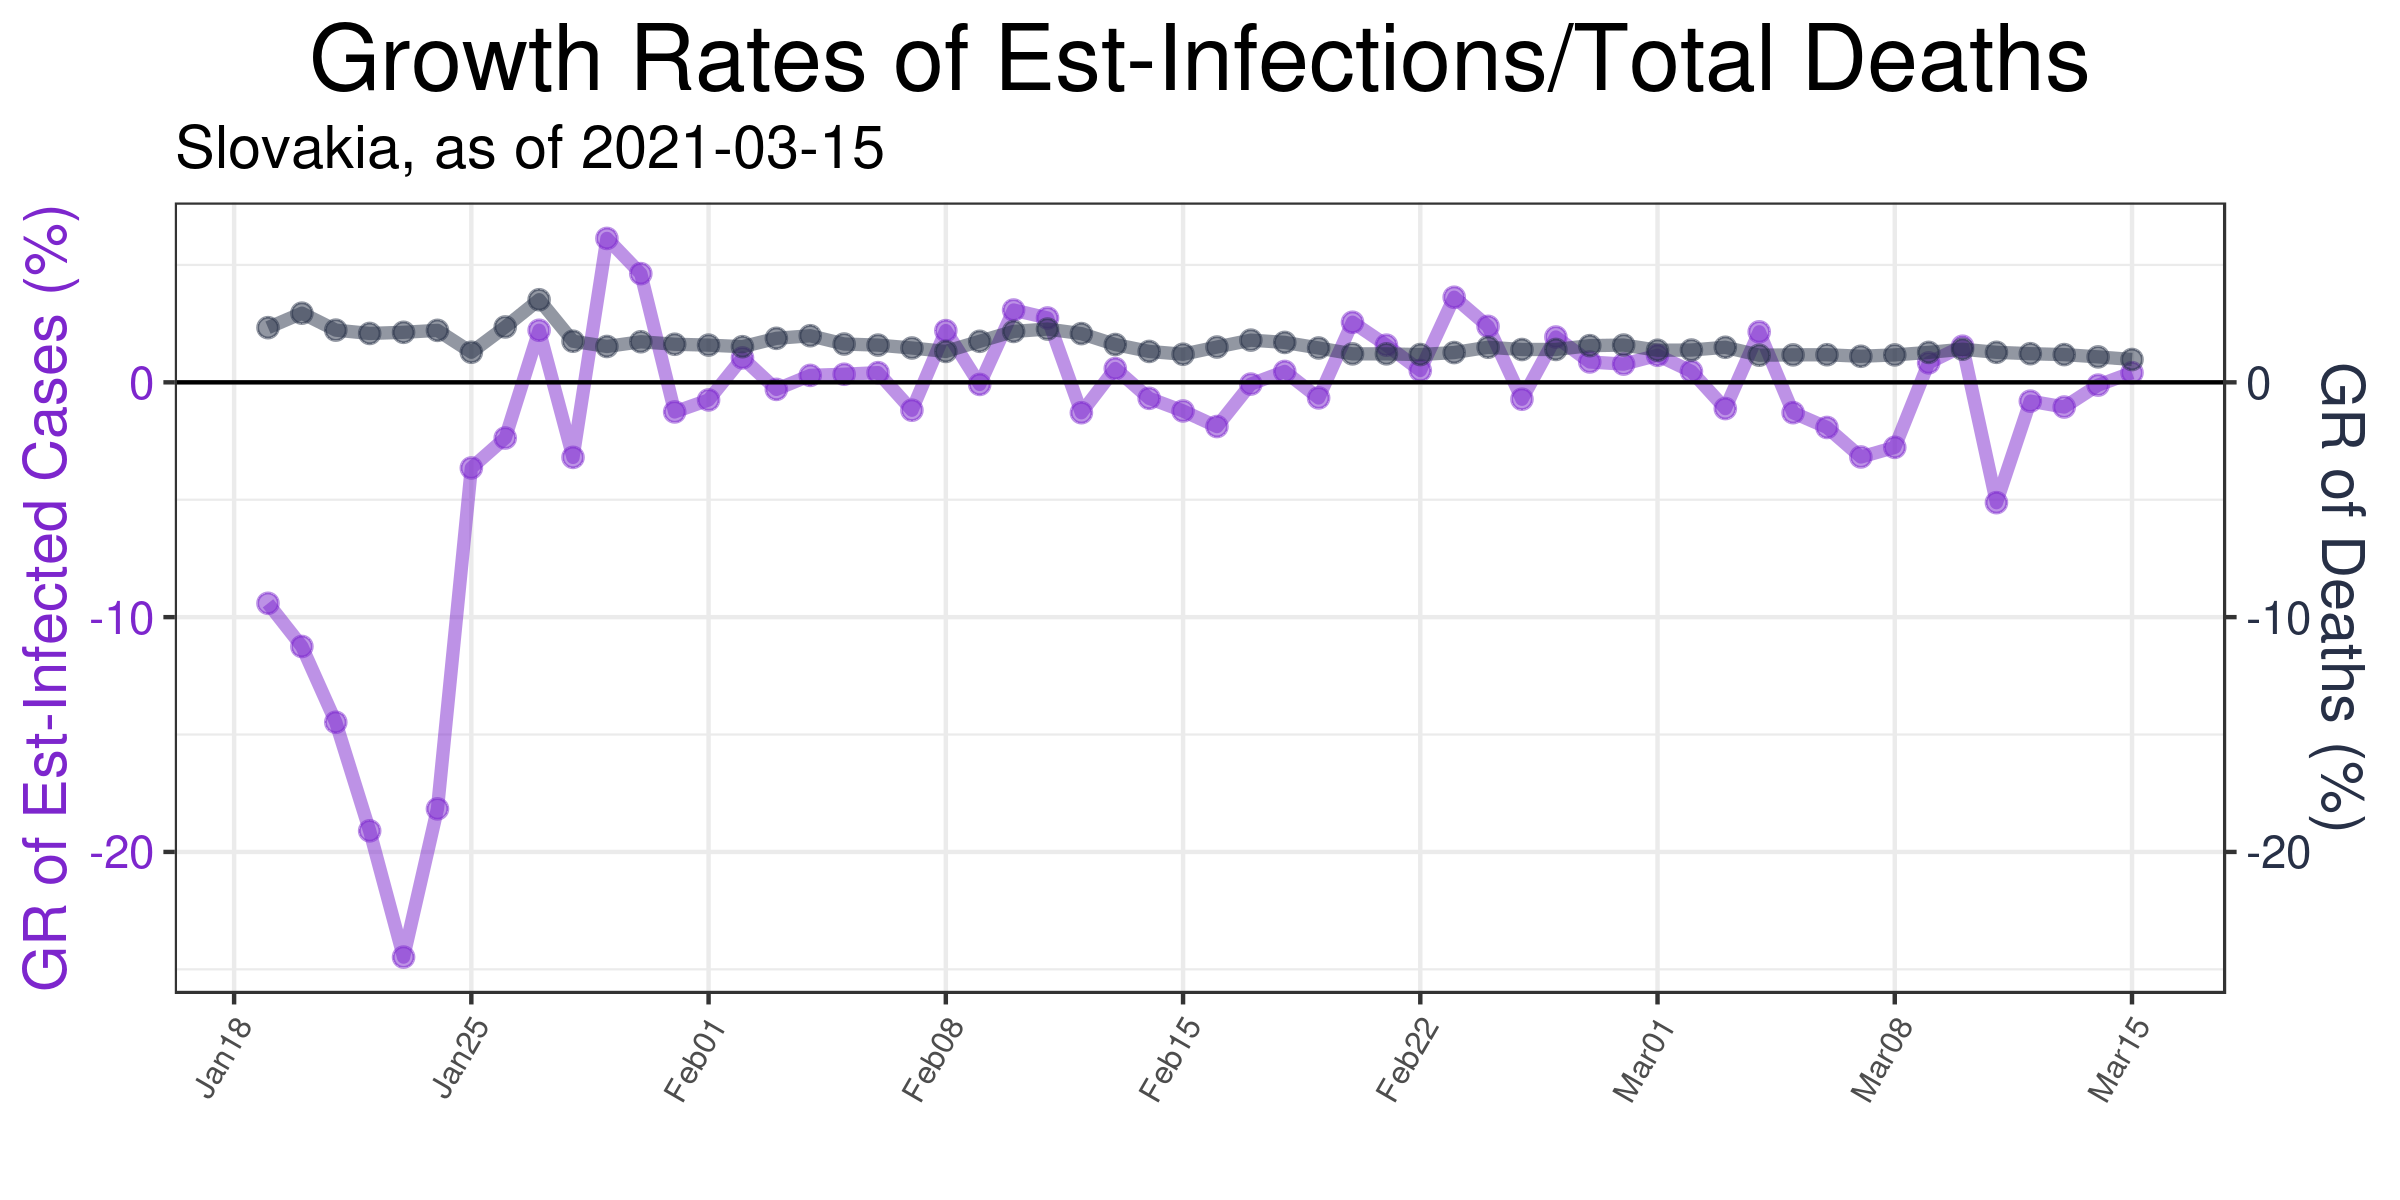 Growth Rates of Est-Infections/Total Deaths
Slovakia, as of 2021-03-15
GR of Est-Infected Cases (%)
0
-10
-20
0
-10
-20
GR of Deaths (%)
Jan18
Jan25
Feb01
Feb08
Feb15
Feb22
Mar01
Mar08
Mar15